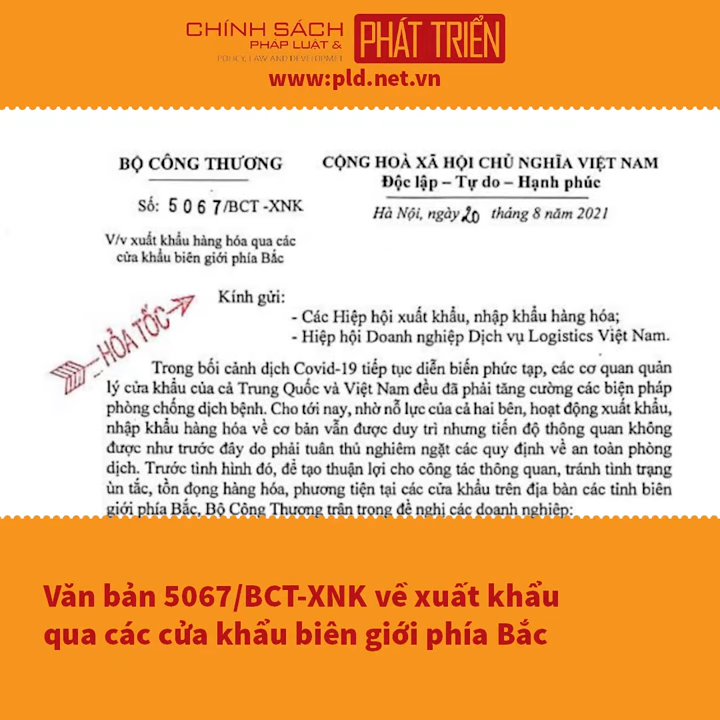 CHÍNH SÁCH
PHÁP LUẬT &
PHÁT TRIỂN
POLICY, LAW AND DEVELOPMET
www.pld.net.vn
BỘ CÔNG THƯƠNG
CỘNG HOÀ XÃ HỘI CHỦ NGHĨA VIỆT NAM
Độc lập – Tự do – Hạnh phúc
Số: 5067/BCT -XNK
Hà Nội, ngày 20 tháng 8 năm 2021
V/v xuất khẩu hàng hóa qua các
cửa khẩu biên giới phía Bắc
Kính gửi:
- Các Hiệp hội xuất khẩu, nhập khẩu hàng hóa;
- Hiệp hội Doanh nghiệp Dịch vụ Logistics Việt Nam.
HỎA TỐC
Trong bối cảnh dịch Covid-19 tiếp tục diễn biến phức tạp, các cơ quan quản
lý cửa khẩu của cả Trung Quốc và Việt Nam đều đã phải tăng cường các biện pháp
phòng chống dịch bệnh. Cho tới nay, nhờ nỗ lực của cả hai bên, hoạt động xuất khẩu,
nhập khẩu hàng hóa về cơ bản vẫn được duy trì nhưng tiến độ thông quan không
được như trước đây do phải tuân thủ nghiêm ngặt các quy định về an toàn phòng
dịch. Trước tình hình đó, để tạo thuận lợi cho công tác thông quan, tránh tình trạng
ùn tắc, tồn đọng hàng hóa, phương tiện tại các cửa khẩu trên địa bàn các tỉnh biên
giới phía Bắc, Bộ Công Thương trân trọng đề nghị các doanh nghiệp:
Văn bản 5067/BCT-XNK về xuất khẩu
qua các cửa khẩu biên giới phía Bắc